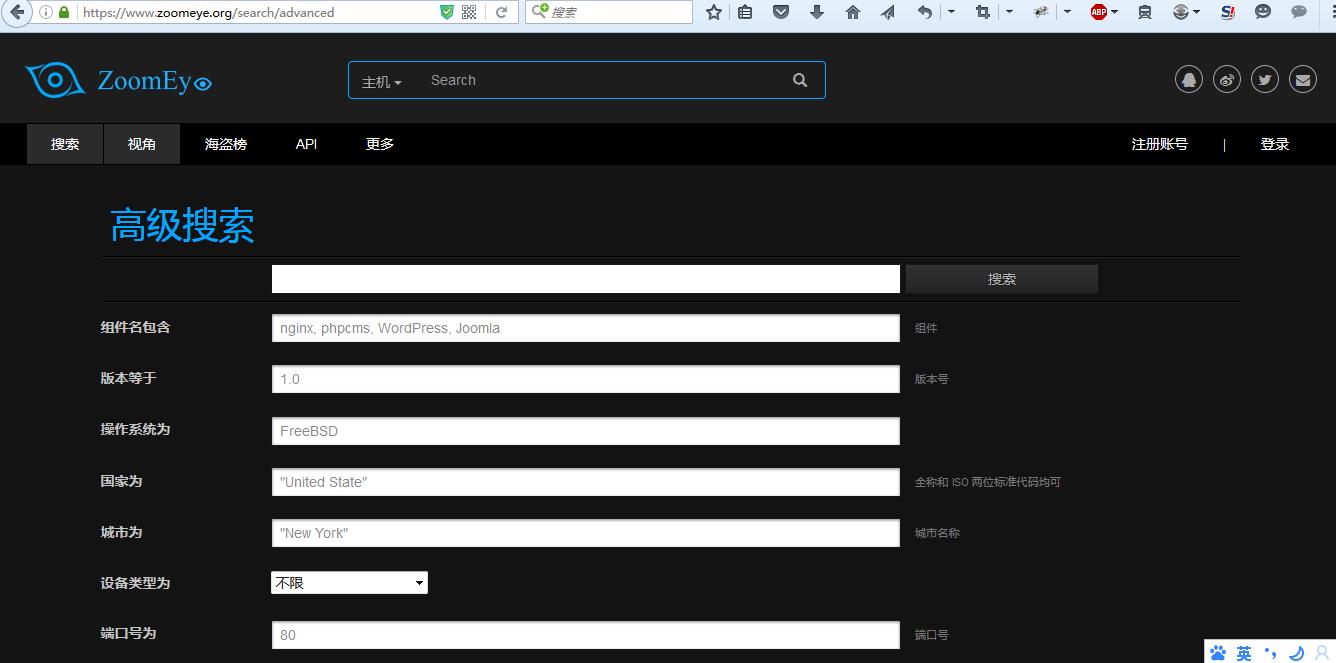 https://www.zoomeye.org/search/advanced 搜索 ABP S!
ZoomEye 主机 Search
搜索 视角 海盗榜 API 更多 注册账号 | 登录
高级搜索
搜索
组件名包含 nginx, phpcms, WordPress, Joomla 组件
版本等于 1.0 版本号
操作系统为 FreeBSD
国家为 "United State" 全称和 ISO 两位标准代码均可
城市为 "New York" 城市名称
设备类型为 不限
端口号为 80 端口号
英